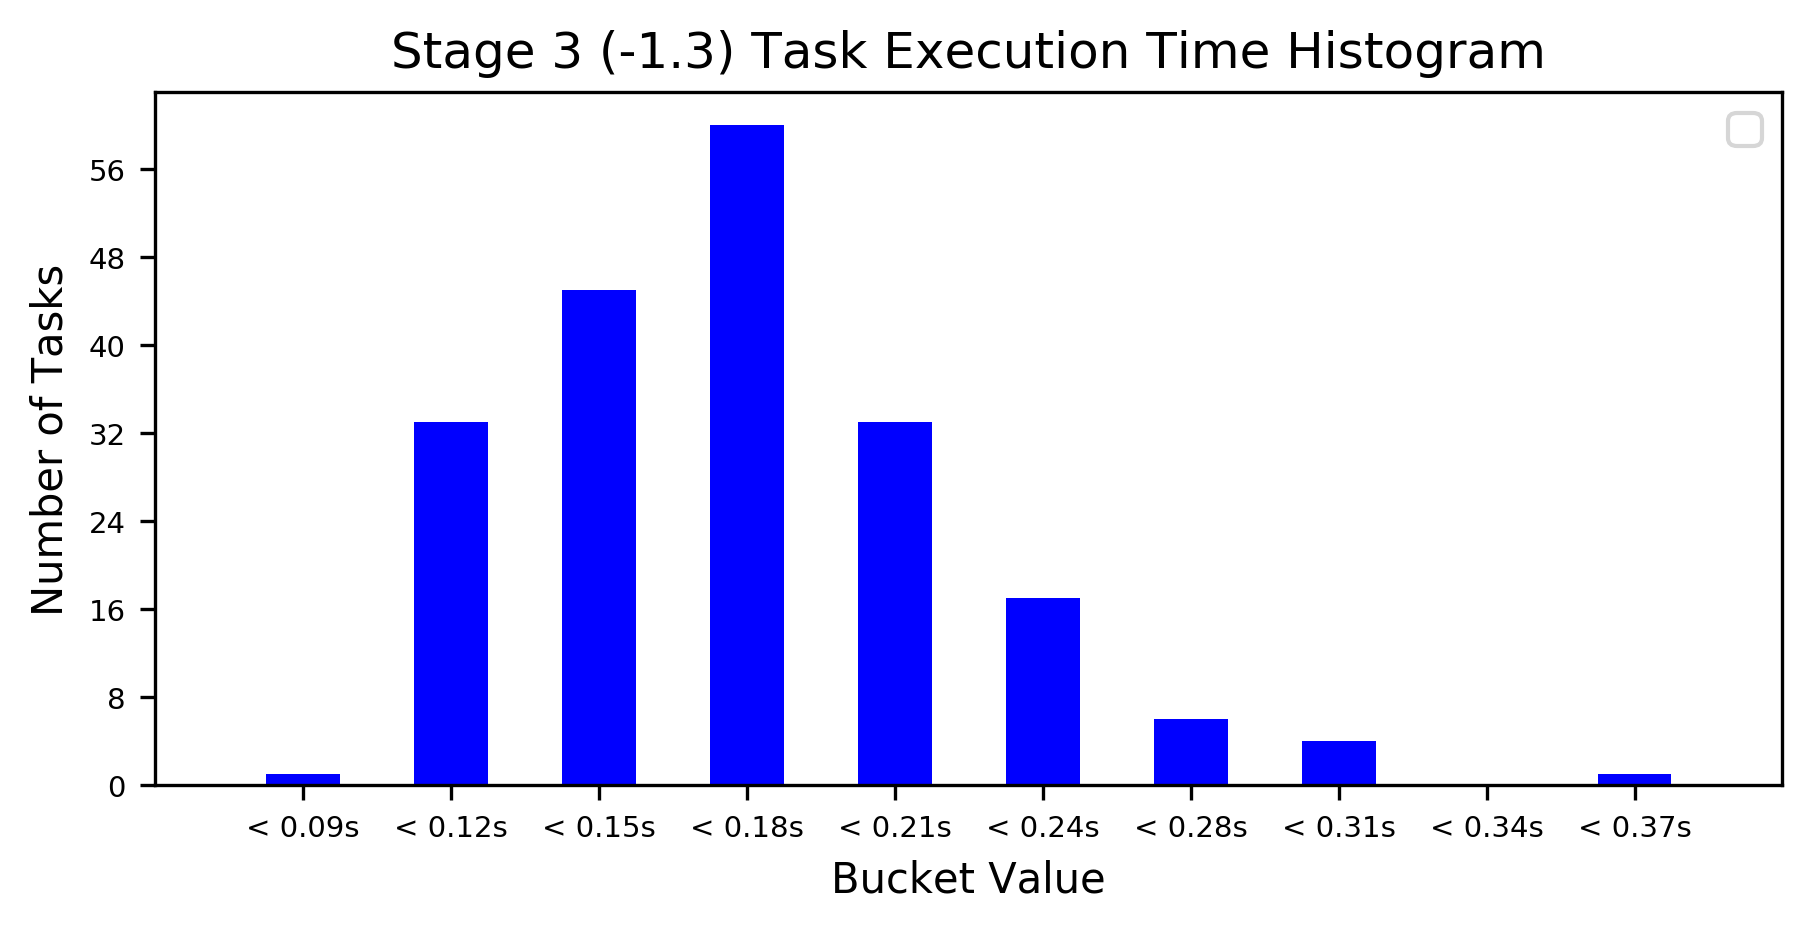 Stage 3 (-1.3) Task Execution Time Histogram
Number of Tasks
56
48
40
32
24
16
8
0
< 0.09s < 0.12s < 0.15s < 0.18s < 0.21s < 0.24s < 0.28s < 0.31s < 0.34s < 0.37s
Bucket Value